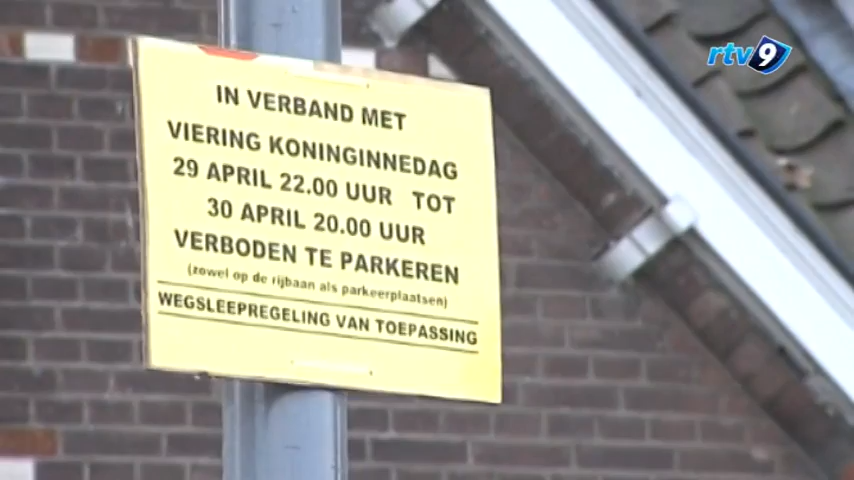 rtv9
IN VERBAND MET
VIERING KONINGINNEDAG
29 APRIL 22.00 UUR TOT
30 APRIL 20.00 UUR
VERBODEN TE PARKEREN
(zowel op de rijbaan als parkeerplaatsen)
WEGSLEEPREGELING VAN TOEPASSING